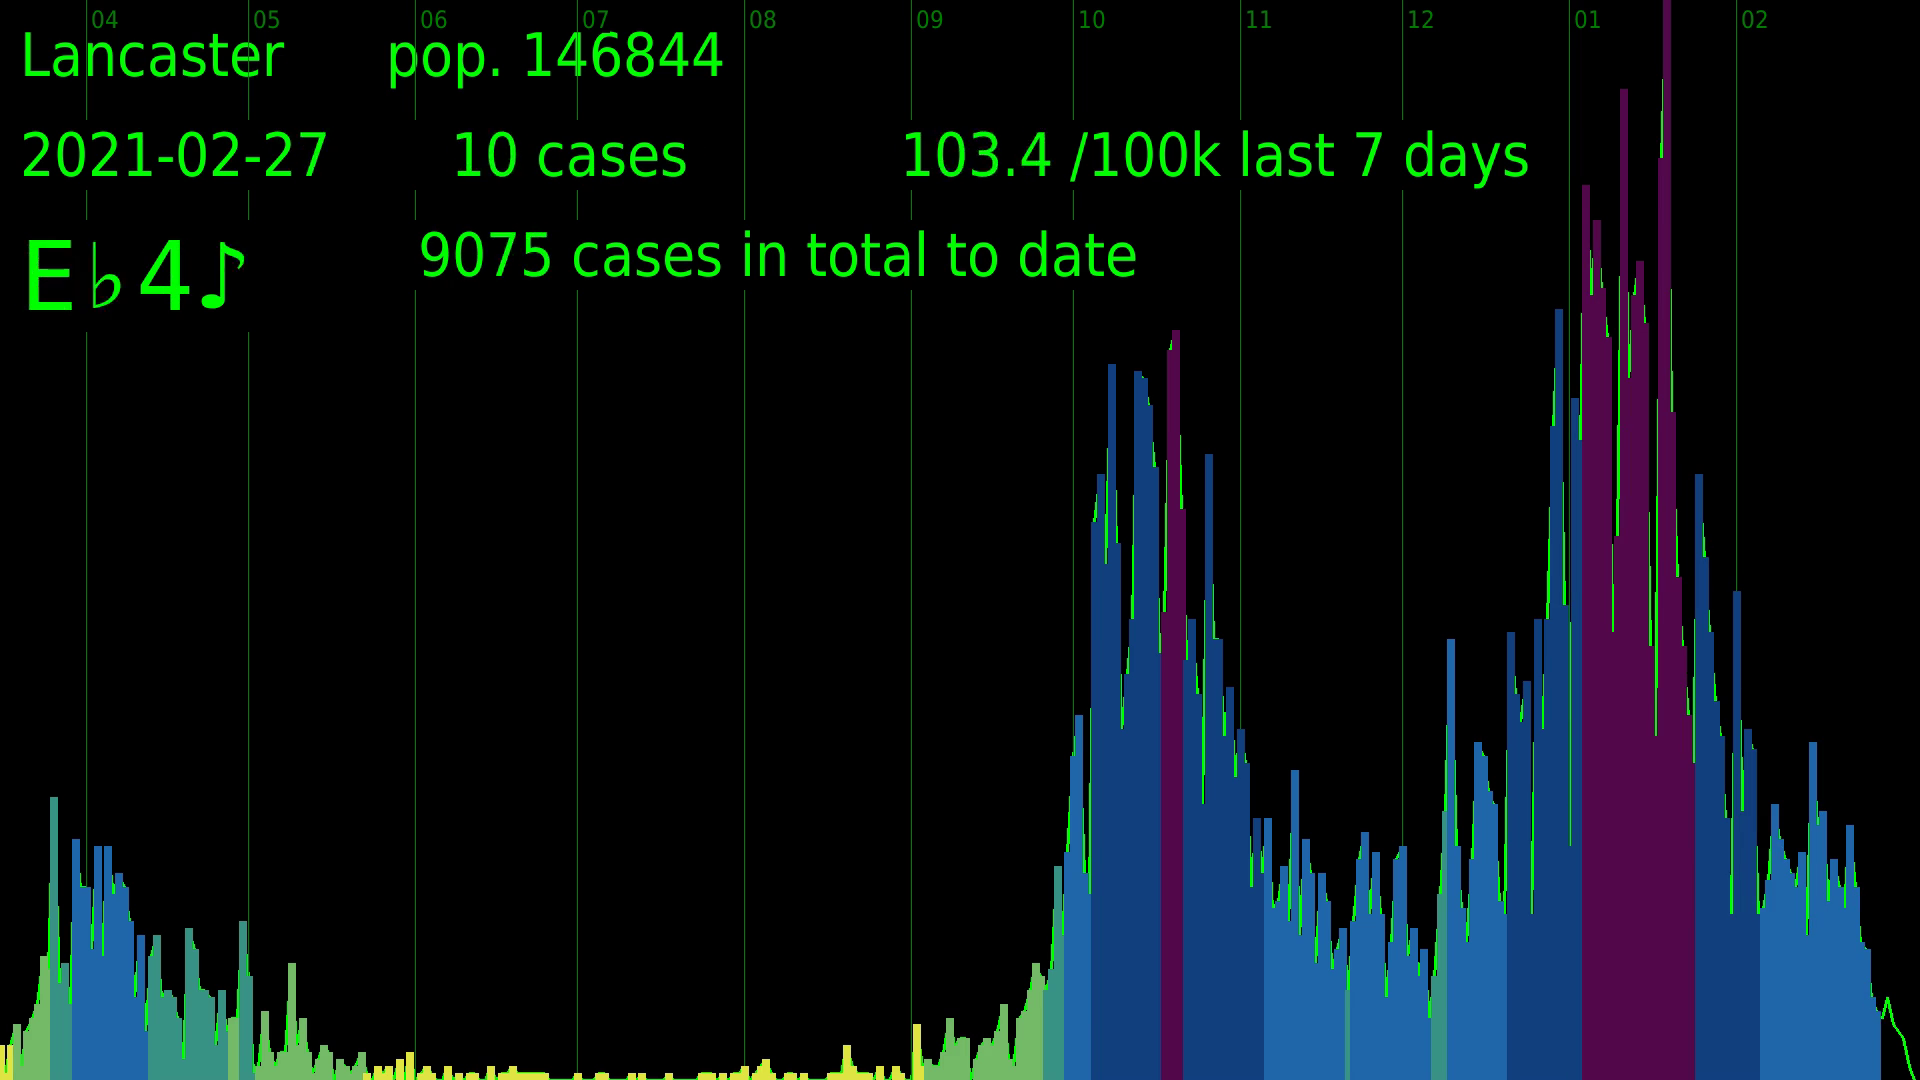 04 05 06 07 08 09 10 11 12 01 02
Lancaster pop. 146844
2021-02-27 10 cases 103.4 /100k last 7 days
E♭4♪ 9075 cases in total to date